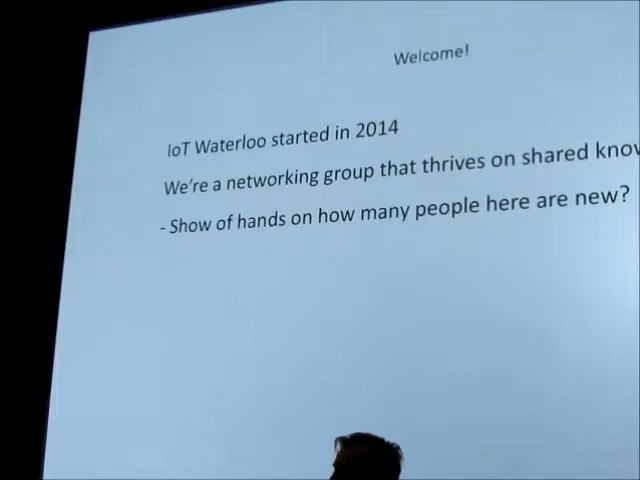 Welcome!
IoT Waterloo started in 2014
We're a networking group that thrives on shared
- Show of hands on how many people here are new?